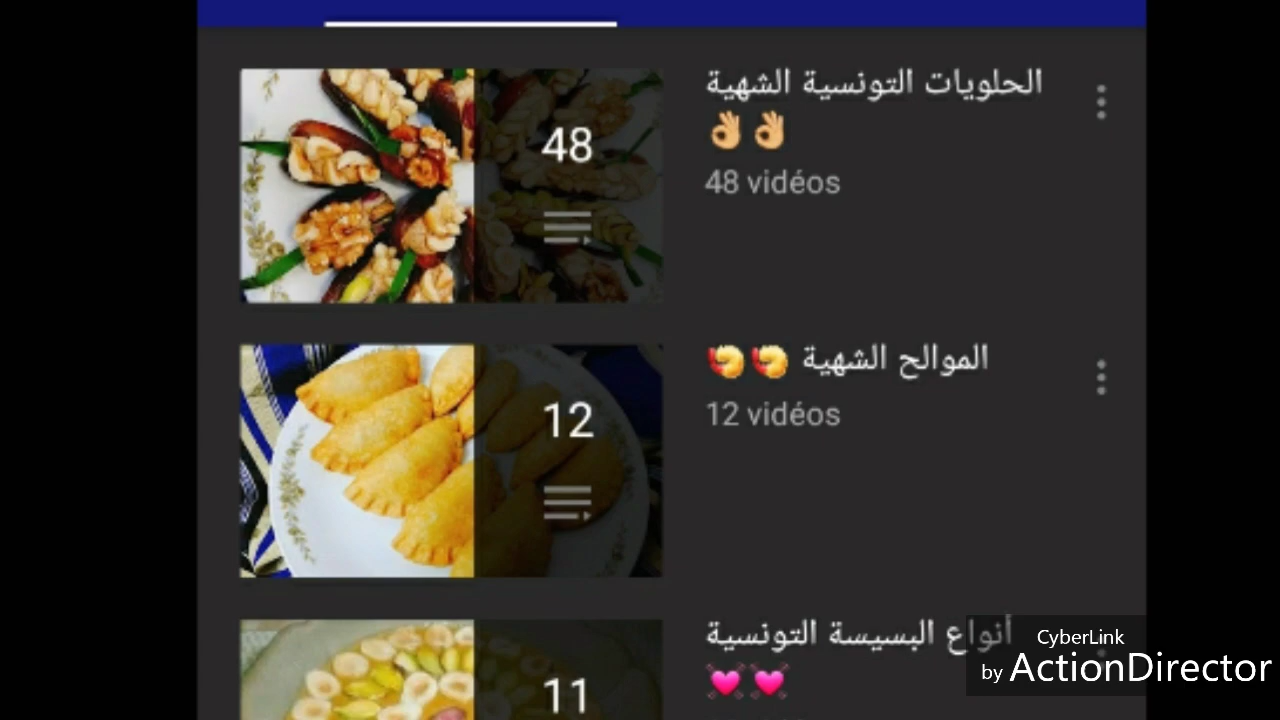 48
الحلويات التونسية الشهية
👌🏼👌🏼
48 vidéos
12
الموالح الشهية 🍤🍤
12 vidéos
11
أنواع البسيسة التونسية
💓💓
CyberLink
by ActionDirector